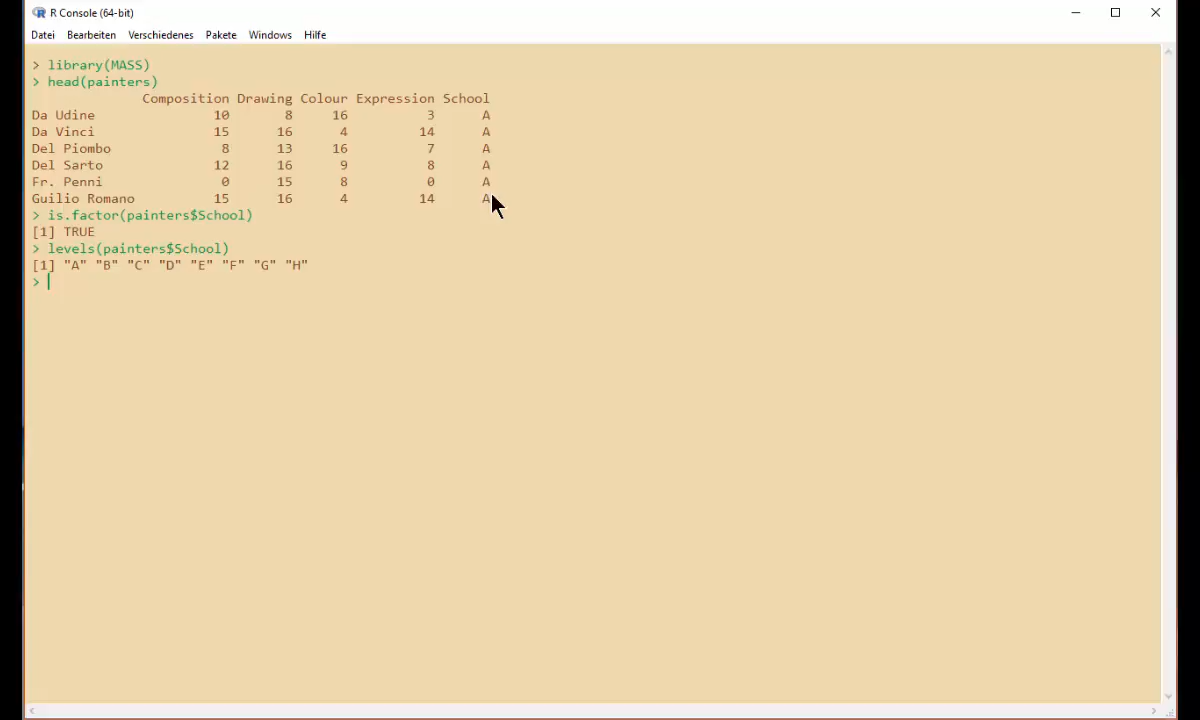 R Console (64-bit)
Datei Bearbeiten Verschiedenes Pakete Windows Hilfe
> library(MASS)
> head(painters)
Composition Drawing Colour Expression School
Da Udine 10 8 16 3 A
Da Vinci 15 16 4 14 A
Del Piombo 8 13 16 7 A
Del Sarto 12 16 9 8 A
Fr. Penni 0 15 8 0 A
Guilio Romano 15 16 4 14 A
> is.factor(painters$School)
[1] TRUE
> levels(painters$School)
[1] "A" "B" "C" "D" "E" "F" "G" "H"
>